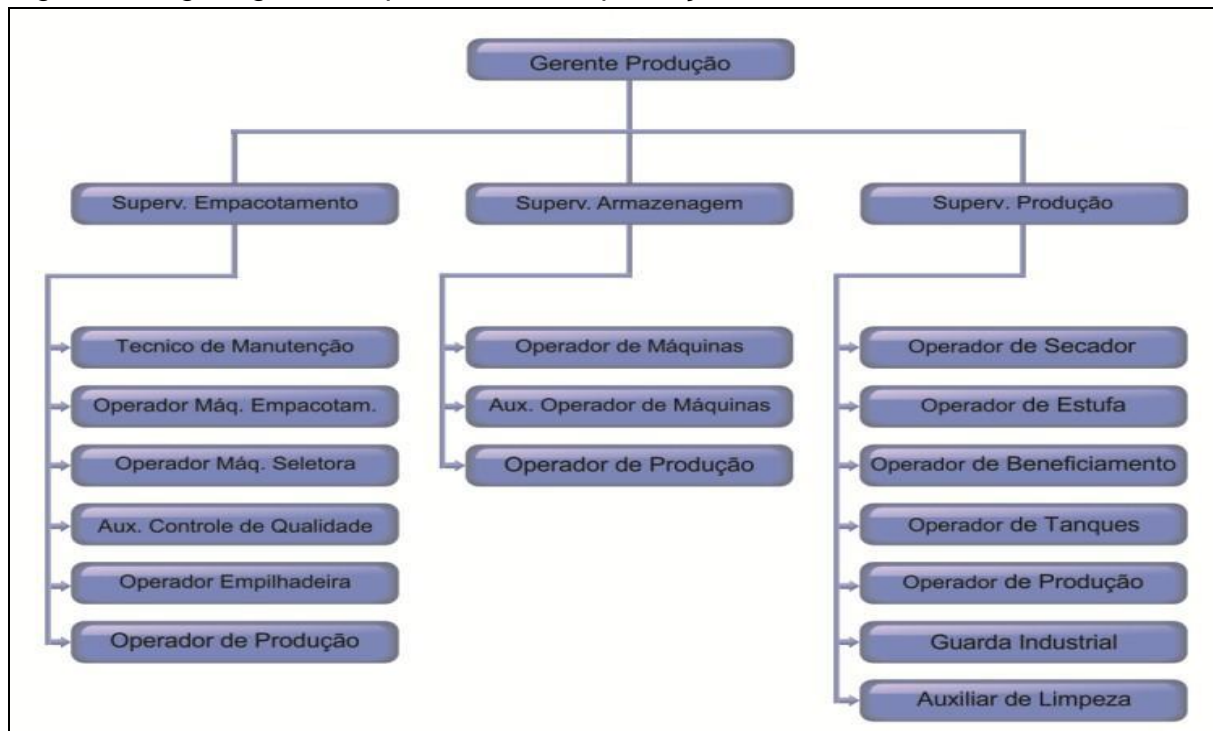 Gerente Produção
Superv. Empacotamento
Superv. Armazenagem
Superv. Produção
Tecnico de Manutenção
Operador Máq. Empacotam.
Operador Máq. Seletora
Aux. Controle de Qualidade
Operador Empilhadeira
Operador de Produção
Operador de Máquinas
Aux. Operador de Máquinas
Operador de Produção
Operador de Secador
Operador de Estufa
Operador de Beneficiamento
Operador de Tanques
Operador de Produção
Guarda Industrial
Auxiliar de Limpeza